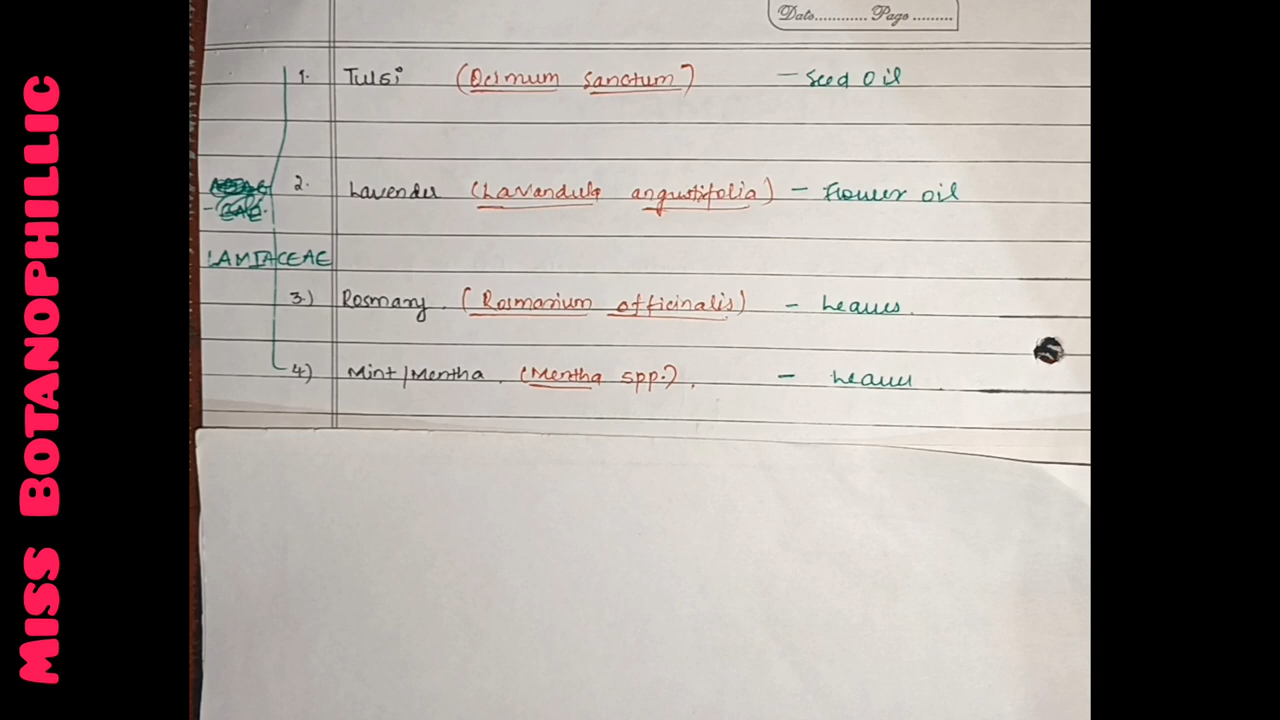 Date............ Page .........
1. Tulsi (Ocimum sanctum) - Seed Oil
2. Lavender (Lavandula angustifolia) - Flower oil
LAMIACEAE
3.) Rosmary. (Rosmarium officinalis) - Leaves.
4) Mint/Mentha. (Mentha spp.). - Leaves
MISS BOTANOPHILLIC